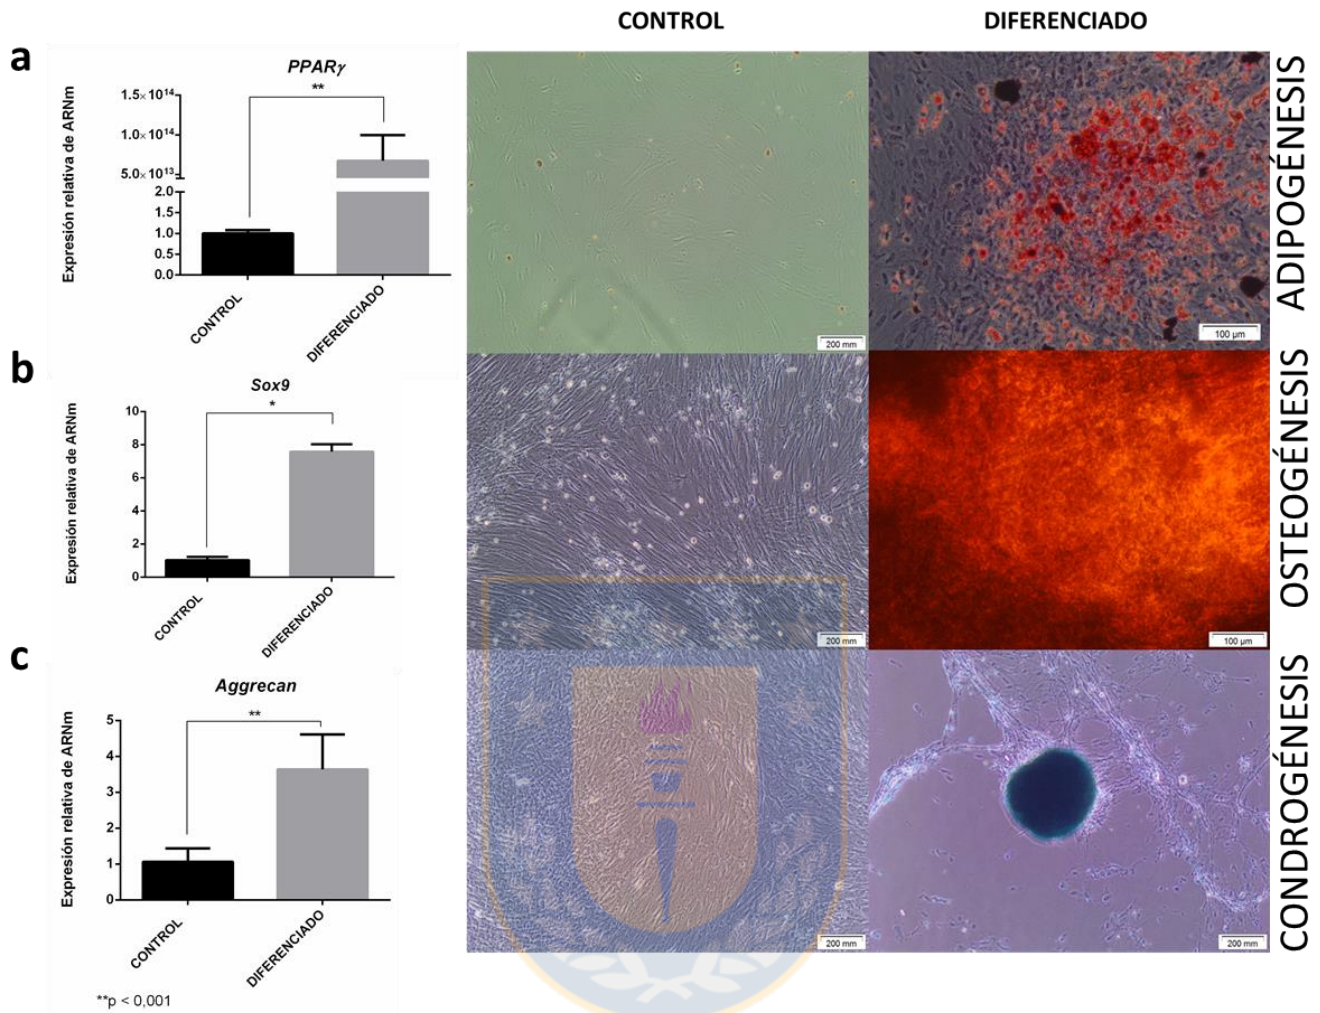 CONTROL
DIFERENCIADO
a
PPARγ
**
Expresión relativa de ARNm
1.5×10¹⁴
1.0×10¹⁴
5.0×10¹³
2.0
1.5
1.0
0.5
0.0
CONTROL
DIFERENCIADO
200 mm
100 µm
ADIPOGÉNESIS
b
Sox9
*
Expresión relativa de ARNm
10
8
6
4
2
0
CONTROL
DIFERENCIADO
200 mm
100 µm
OSTEOGÉNESIS
c
Aggrecan
**
Expresión relativa de ARNm
5
4
3
2
1
0
CONTROL
DIFERENCIADO
200 mm
200 mm
CONDROGÉNESIS
**p < 0,001